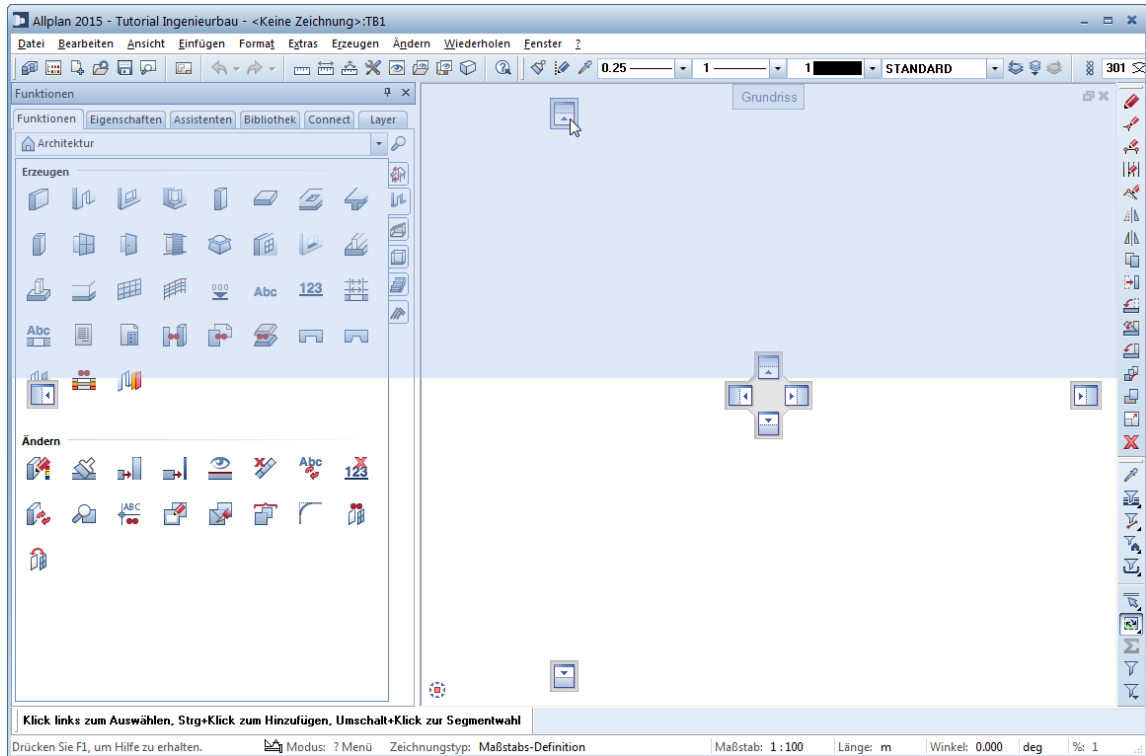 Allplan 2015 - Tutorial Ingenieurbau - <Keine Zeichnung>:TB1
Datei Bearbeiten Ansicht Einfügen Format Extras Erzeugen Ändern Wiederholen Fenster ?
0.25 1 1 STANDARD 301
Funktionen
Grundriss
Funktionen Eigenschaften Assistenten Bibliothek Connect Layer
Architektur
Erzeugen
000 Abc 123
Abc
Ändern
Abc 123
ABC
Klick links zum Auswählen, Strg+Klick zum Hinzufügen, Umschalt+Klick zur Segmentwahl
Drücken Sie F1, um Hilfe zu erhalten. Modus: ? Menü Zeichnungstyp: Maßstabs-Definition Maßstab: 1:100 Länge: m Winkel: 0.000 deg %: 1